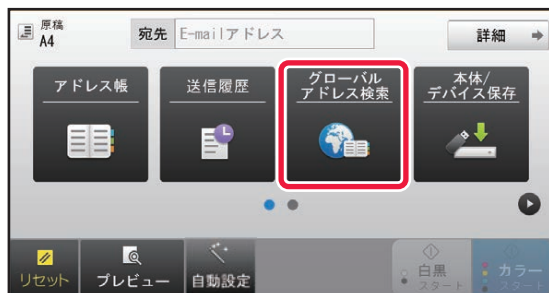 原稿
A4
宛先 E-mailアドレス
詳細
アドレス帳
送信履歴
グローバル
アドレス検索
本体/
デバイス保存
リセット
プレビュー
自動設定
白黒
スタート
カラー
スタート